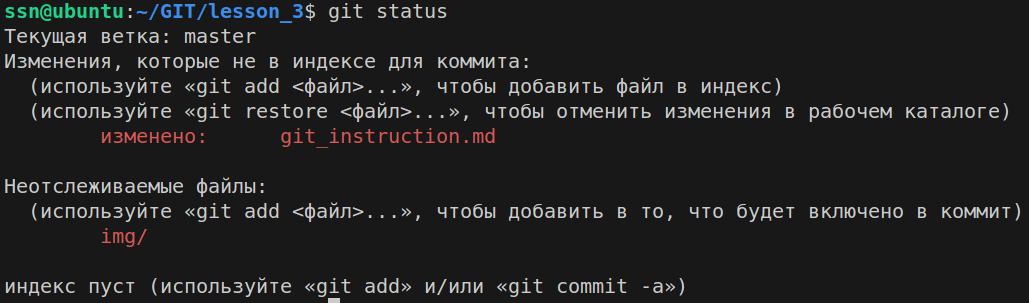 ssn@ubuntu:~/GIT/lesson_3$ git status
Текущая ветка: master
Изменения, которые не в индексе для коммита:
  (используйте «git add <файл>...», чтобы добавить файл в индекс)
  (используйте «git restore <файл>...», чтобы отменить изменения в рабочем каталоге)
        изменено:      git_instruction.md

Неотслеживаемые файлы:
  (используйте «git add <файл>...», чтобы добавить в то, что будет включено в коммит)
        img/

индекс пуст (используйте «git add» и/или «git commit -a»)